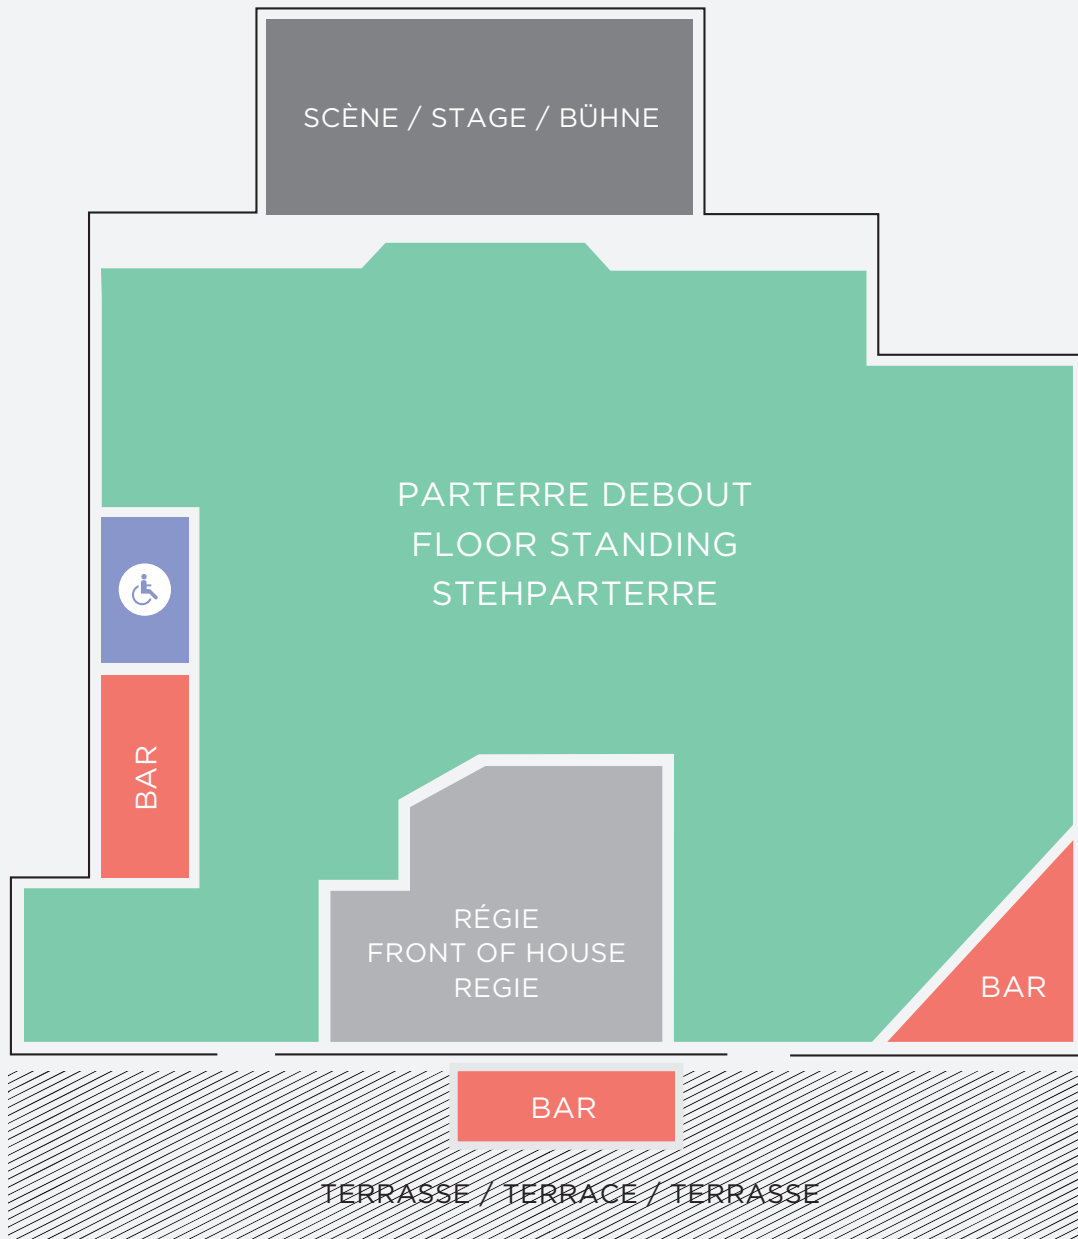 SCÈNE / STAGE / BÜHNE
PARTERRE DEBOUT
FLOOR STANDING
STEHPARTERRE
BAR
RÉGIE
FRONT OF HOUSE
REGIE
BAR
BAR
TERRASSE / TERRACE / TERRASSE